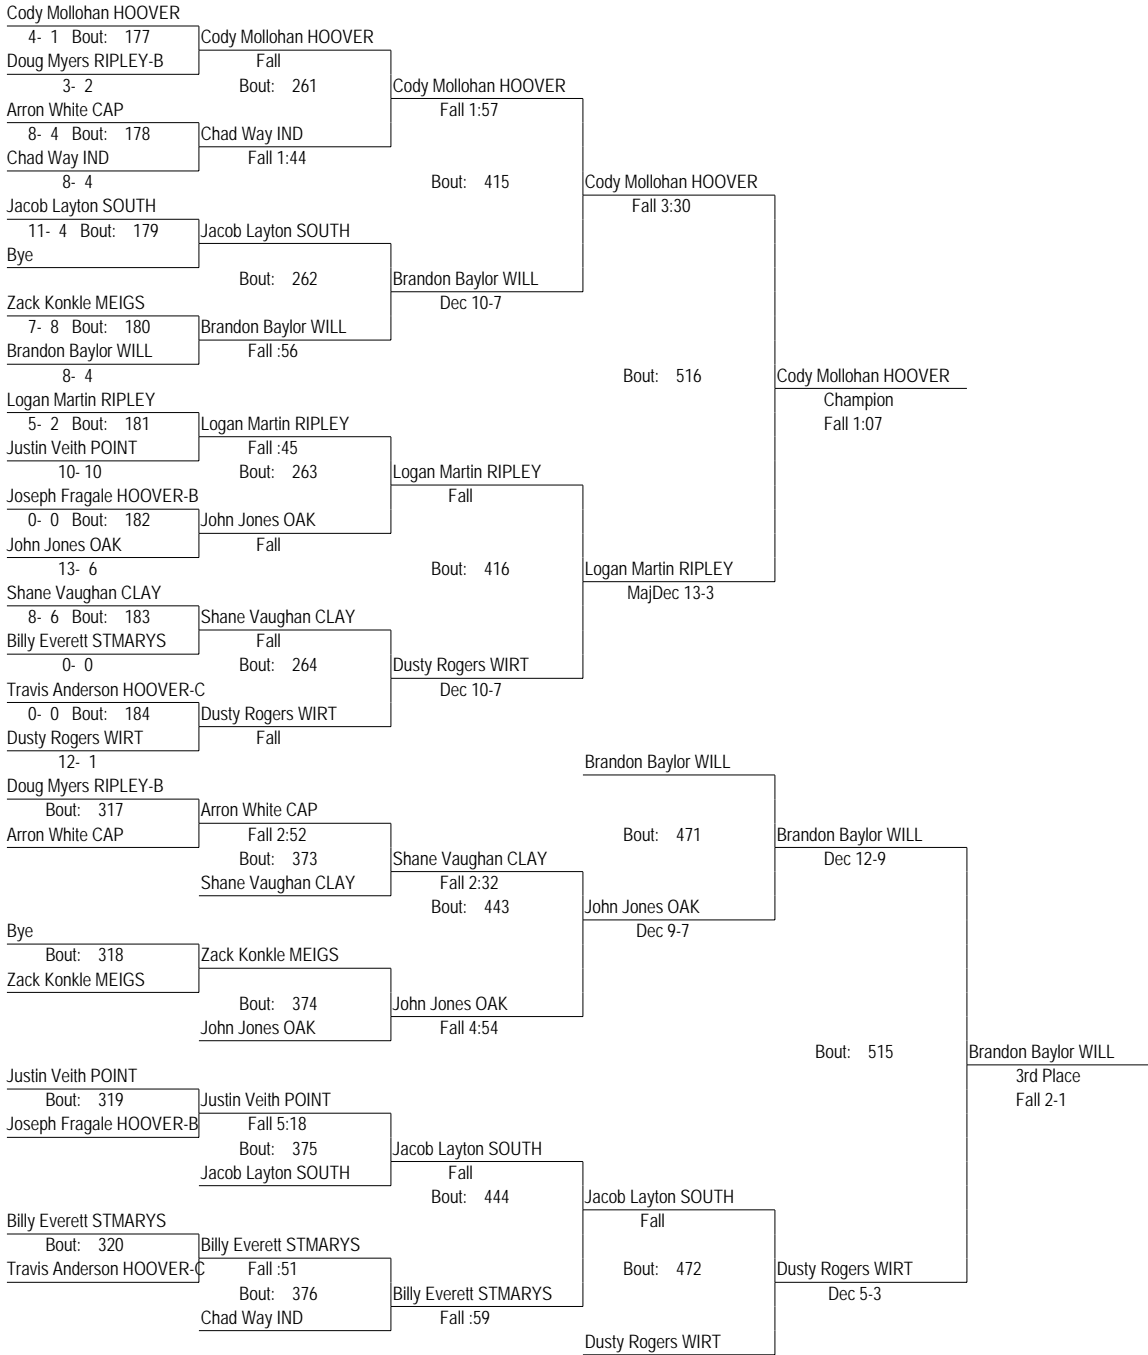 Cody Mollohan HOOVER
4- 1 Bout: 177 Cody Mollohan HOOVER
Doug Myers RIPLEY-B Fall
3- 2 Bout: 261 Cody Mollohan HOOVER
Arron White CAP Fall 1:57
8- 4 Bout: 178 Chad Way IND
Chad Way IND Fall 1:44
8- 4 Bout: 415 Cody Mollohan HOOVER
Jacob Layton SOUTH Fall 3:30
11- 4 Bout: 179 Jacob Layton SOUTH
Bye
Bout: 262 Brandon Baylor WILL
Zack Konkle MEIGS Dec 10-7
7- 8 Bout: 180 Brandon Baylor WILL
Brandon Baylor WILL Fall :56
8- 4 Bout: 516 Cody Mollohan HOOVER
Logan Martin RIPLEY Champion
5- 2 Bout: 181 Logan Martin RIPLEY Fall 1:07
Justin Veith POINT Fall :45
10- 10 Bout: 263 Logan Martin RIPLEY
Joseph Fragale HOOVER-B Fall
0- 0 Bout: 182 John Jones OAK
John Jones OAK Fall
13- 6 Bout: 416 Logan Martin RIPLEY
Shane Vaughan CLAY MajDec 13-3
8- 6 Bout: 183 Shane Vaughan CLAY
Billy Everett STMARYS Fall
0- 0 Bout: 264 Dusty Rogers WIRT
Travis Anderson HOOVER-C Dec 10-7
0- 0 Bout: 184 Dusty Rogers WIRT
Dusty Rogers WIRT Fall
12- 1 Brandon Baylor WILL
Doug Myers RIPLEY-B
Bout: 317 Arron White CAP
Arron White CAP Fall 2:52 Bout: 471 Brandon Baylor WILL
Bout: 373 Shane Vaughan CLAY Dec 12-9
Shane Vaughan CLAY Fall 2:32
Bout: 443 John Jones OAK
Bye Dec 9-7
Bout: 318 Zack Konkle MEIGS
Zack Konkle MEIGS
Bout: 374 John Jones OAK
John Jones OAK Fall 4:54
Bout: 515 Brandon Baylor WILL
Justin Veith POINT 3rd Place
Bout: 319 Justin Veith POINT Fall 2-1
Joseph Fragale HOOVER-B Fall 5:18
Bout: 375 Jacob Layton SOUTH
Jacob Layton SOUTH Fall
Bout: 444 Jacob Layton SOUTH
Billy Everett STMARYS Fall
Bout: 320 Billy Everett STMARYS
Travis Anderson HOOVER-C Fall :51 Bout: 472 Dusty Rogers WIRT
Bout: 376 Billy Everett STMARYS Dec 5-3
Chad Way IND Fall :59
Dusty Rogers WIRT